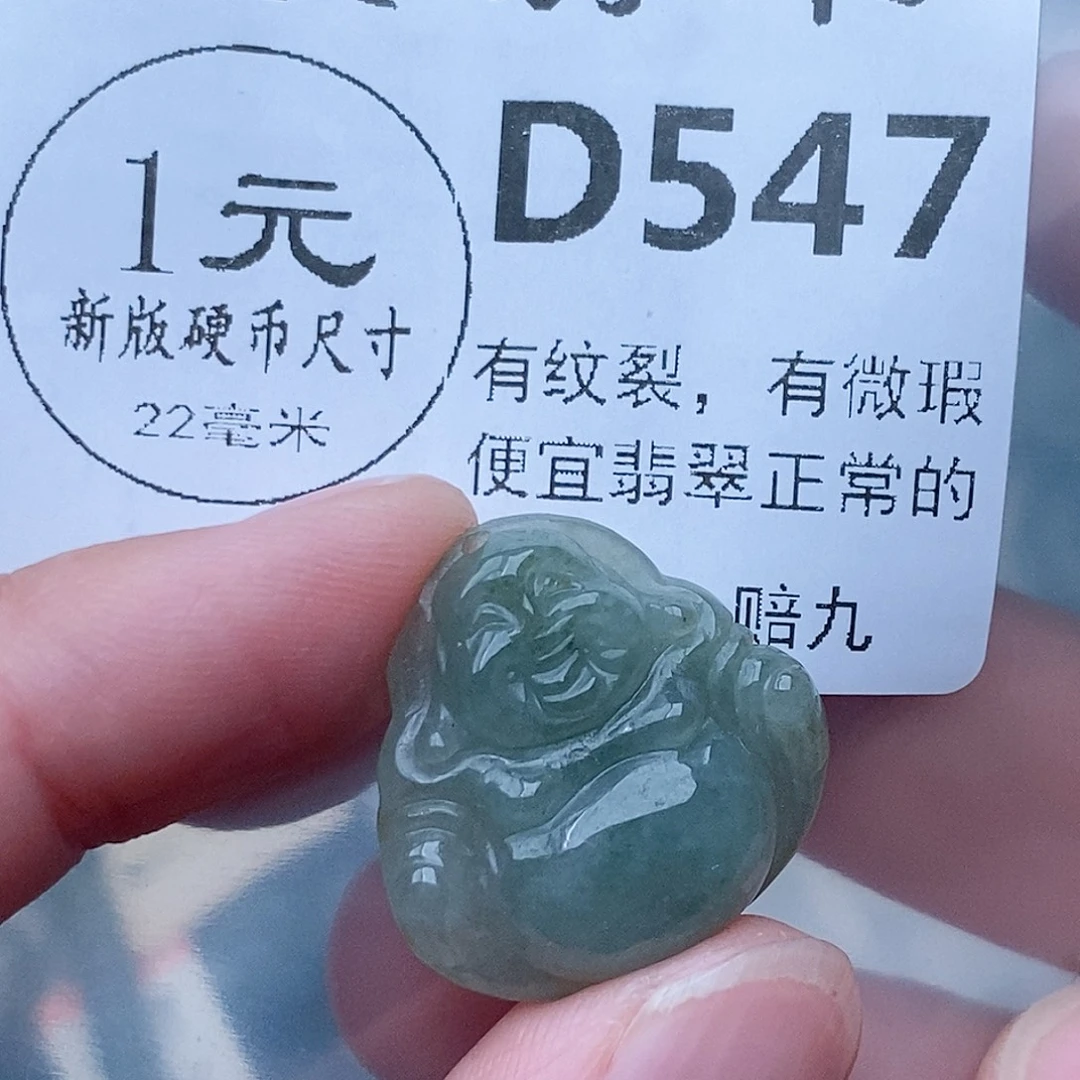 1元
新版硬币尺寸
22毫米
D547
有纹裂，有微瑕
便宜翡翠正常的
赔九